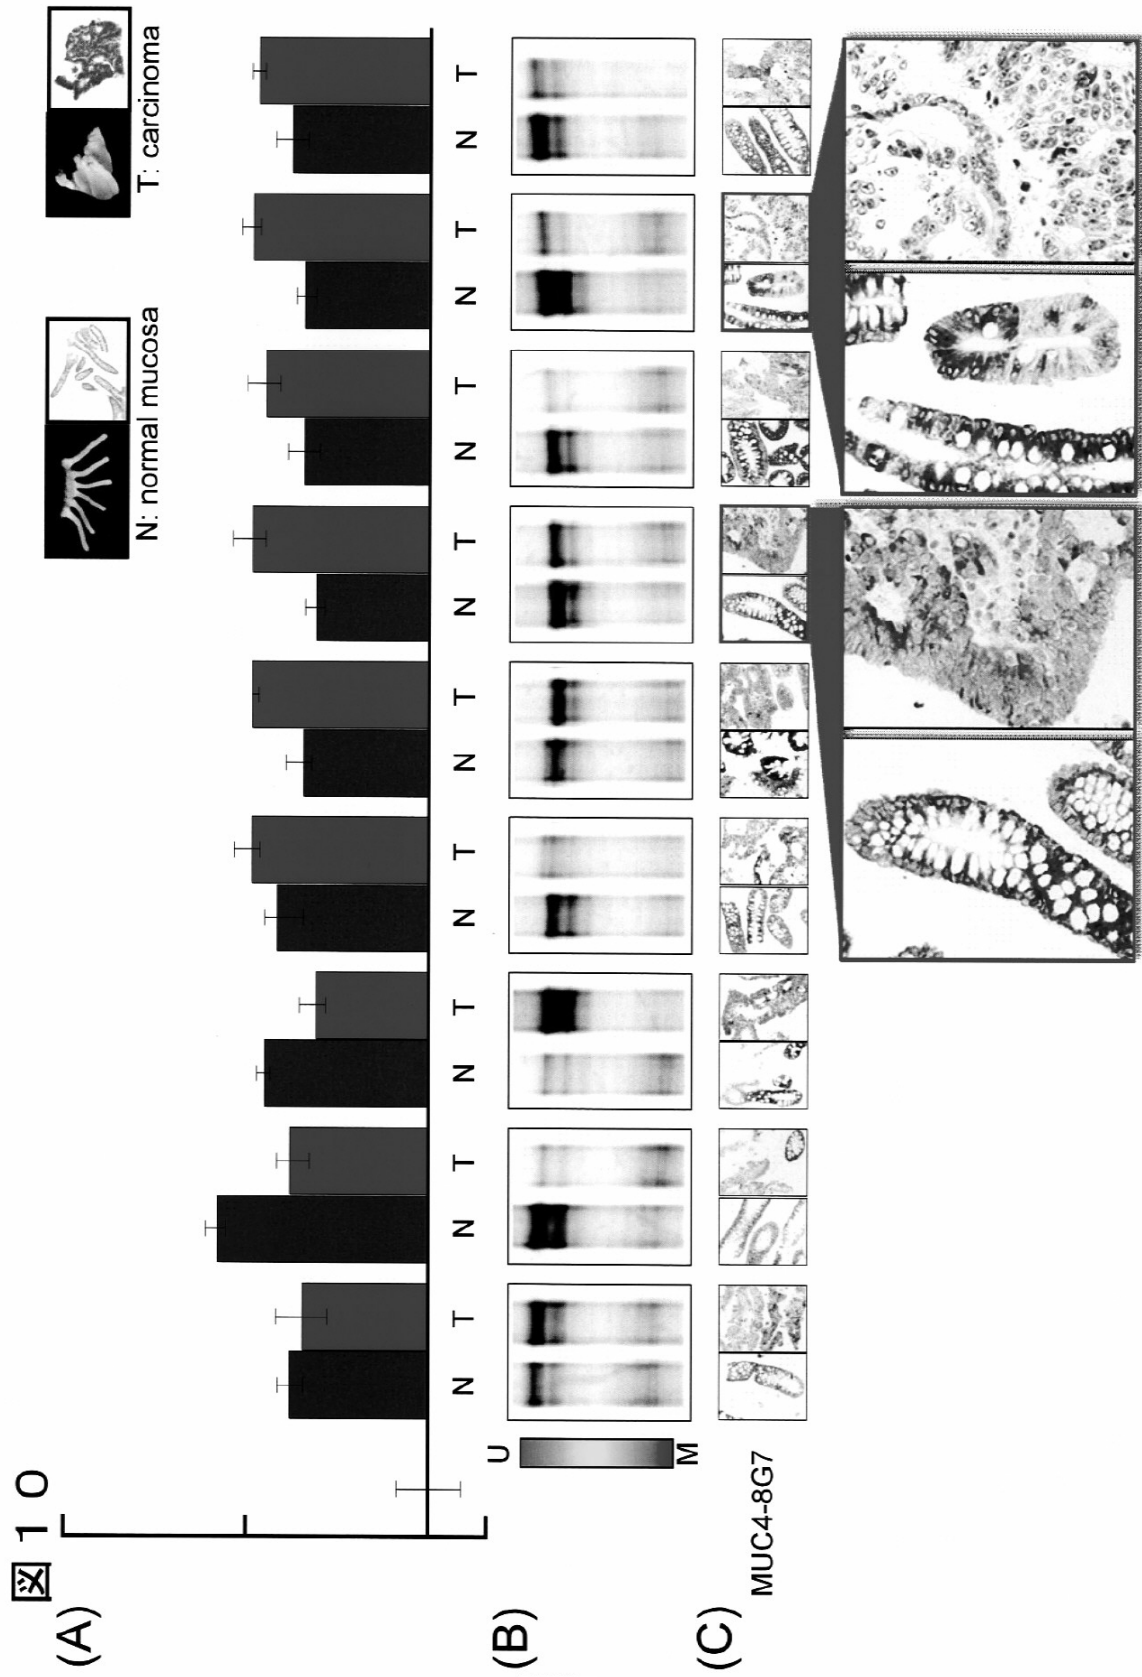 図10
(A)
N: normal mucosa
T: carcinoma
N T N T N T N T N T N T N T N T N T
(B)
U
M
(C)
MUC4-8G7